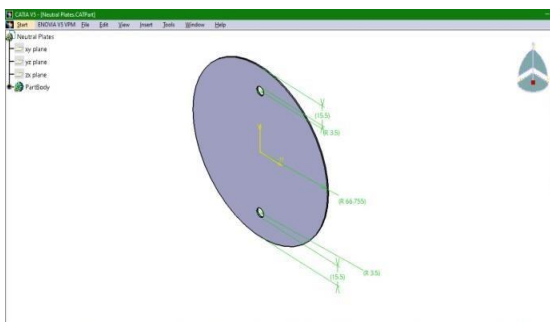 CATIA V5 - [Neutral Plates.CATPart]
Start ENOVIA V5 VPM File Edit View Insert Tools Window Help
Neutral Plates
xy plane
yz plane
zx plane
PartBody
(15.5)
(R 3.5)
(R 66.755)
(R 3.5)
(15.5)